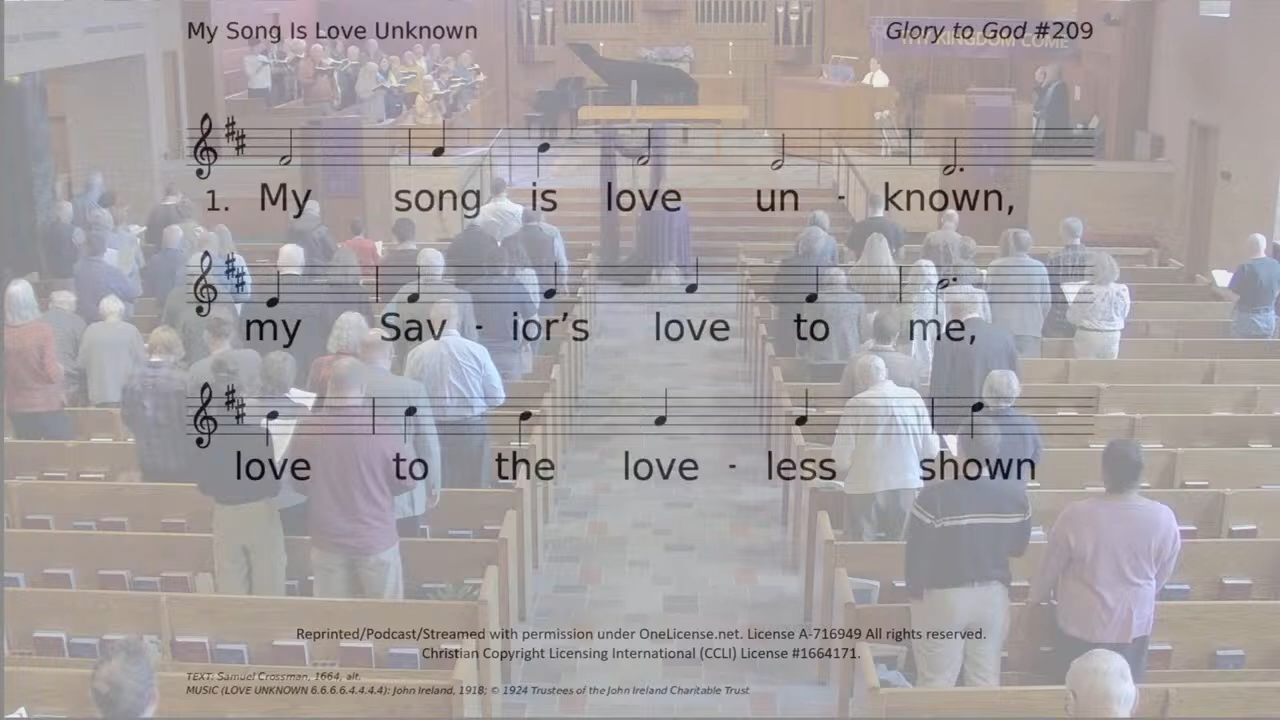 My Song Is Love Unknown
Glory to God #209
THY KINGDOM COME
1. My song is love un - known,
my Sav - ior’s love to me,
love to the love - less shown
Reprinted/Podcast/Streamed with permission under OneLicense.net. License A-716949 All rights reserved.
Christian Copyright Licensing International (CCLI) License #1664171.
TEXT: Samuel Crossman, 1664, alt.
MUSIC (LOVE UNKNOWN 6.6.6.6.4.4.4.4): John Ireland, 1918; © 1924 Trustees of the John Ireland Charitable Trust